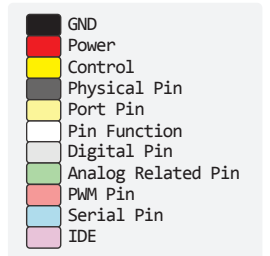 GND
Power
Control
Physical Pin
Port Pin
Pin Function
Digital Pin
Analog Related Pin
PWM Pin
Serial Pin
IDE